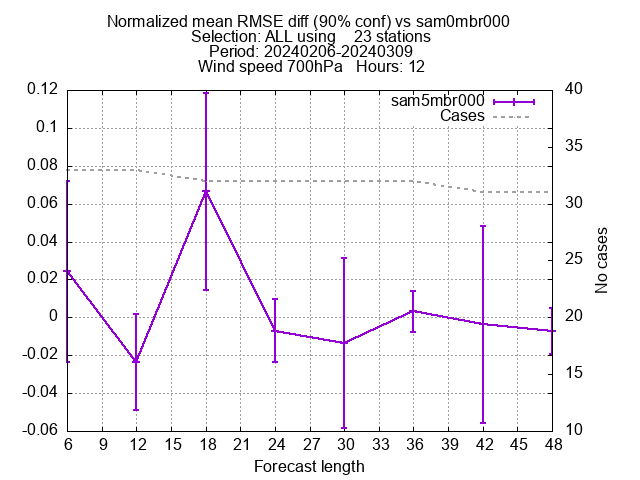 Normalized mean RMSE diff (90% conf) vs sam0mbr000
Selection: ALL using    23 stations
Period: 20240206-20240309
Wind speed 700hPa   Hours: 12
sam5mbr000
Cases
0.12
0.1
0.08
0.06
0.04
0.02
0
-0.02
-0.04
-0.06
40
35
30
25
20
15
10
No cases
6 9 12 15 18 21 24 27 30 33 36 39 42 45 48
Forecast length